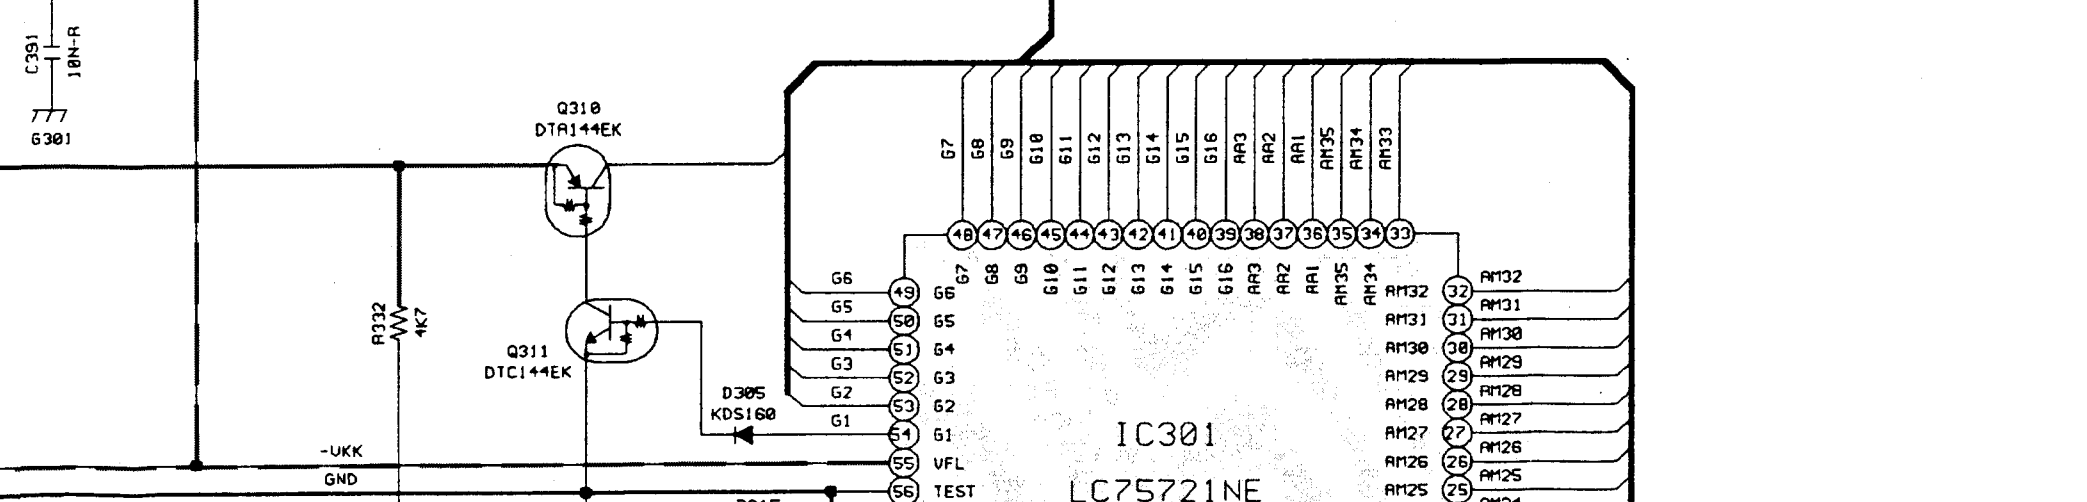 C391
10N-R
G301
Q310
DTA144EK
R332
4K7
Q311
DTC144EK
D305
KDS160
-VKK
GND
G7
G8
G9
G10
G11
G12
G13
G14
G15
G16
AA3
AA2
AA1
AM35
AM34
AM33
48 47 46 45 44 43 42 41 40 39 38 37 36 35 34 33
G7
G8
G9
G10
G11
G12
G13
G14
G15
G16
AA3
AA2
AA1
AM35
AM34
G6 49 G6
G5 50 G5
G4 51 G4
G3 52 G3
G2 53 G2
G1 54 G1
55 VFL
56 TEST
IC301
LC75721NE
AM32 32 AM32
AM31 31 AM31
AM30 30 AM30
AM29 29 AM29
AM28 28 AM28
AM27 27 AM27
AM26 26 AM26
AM25 25 AM25